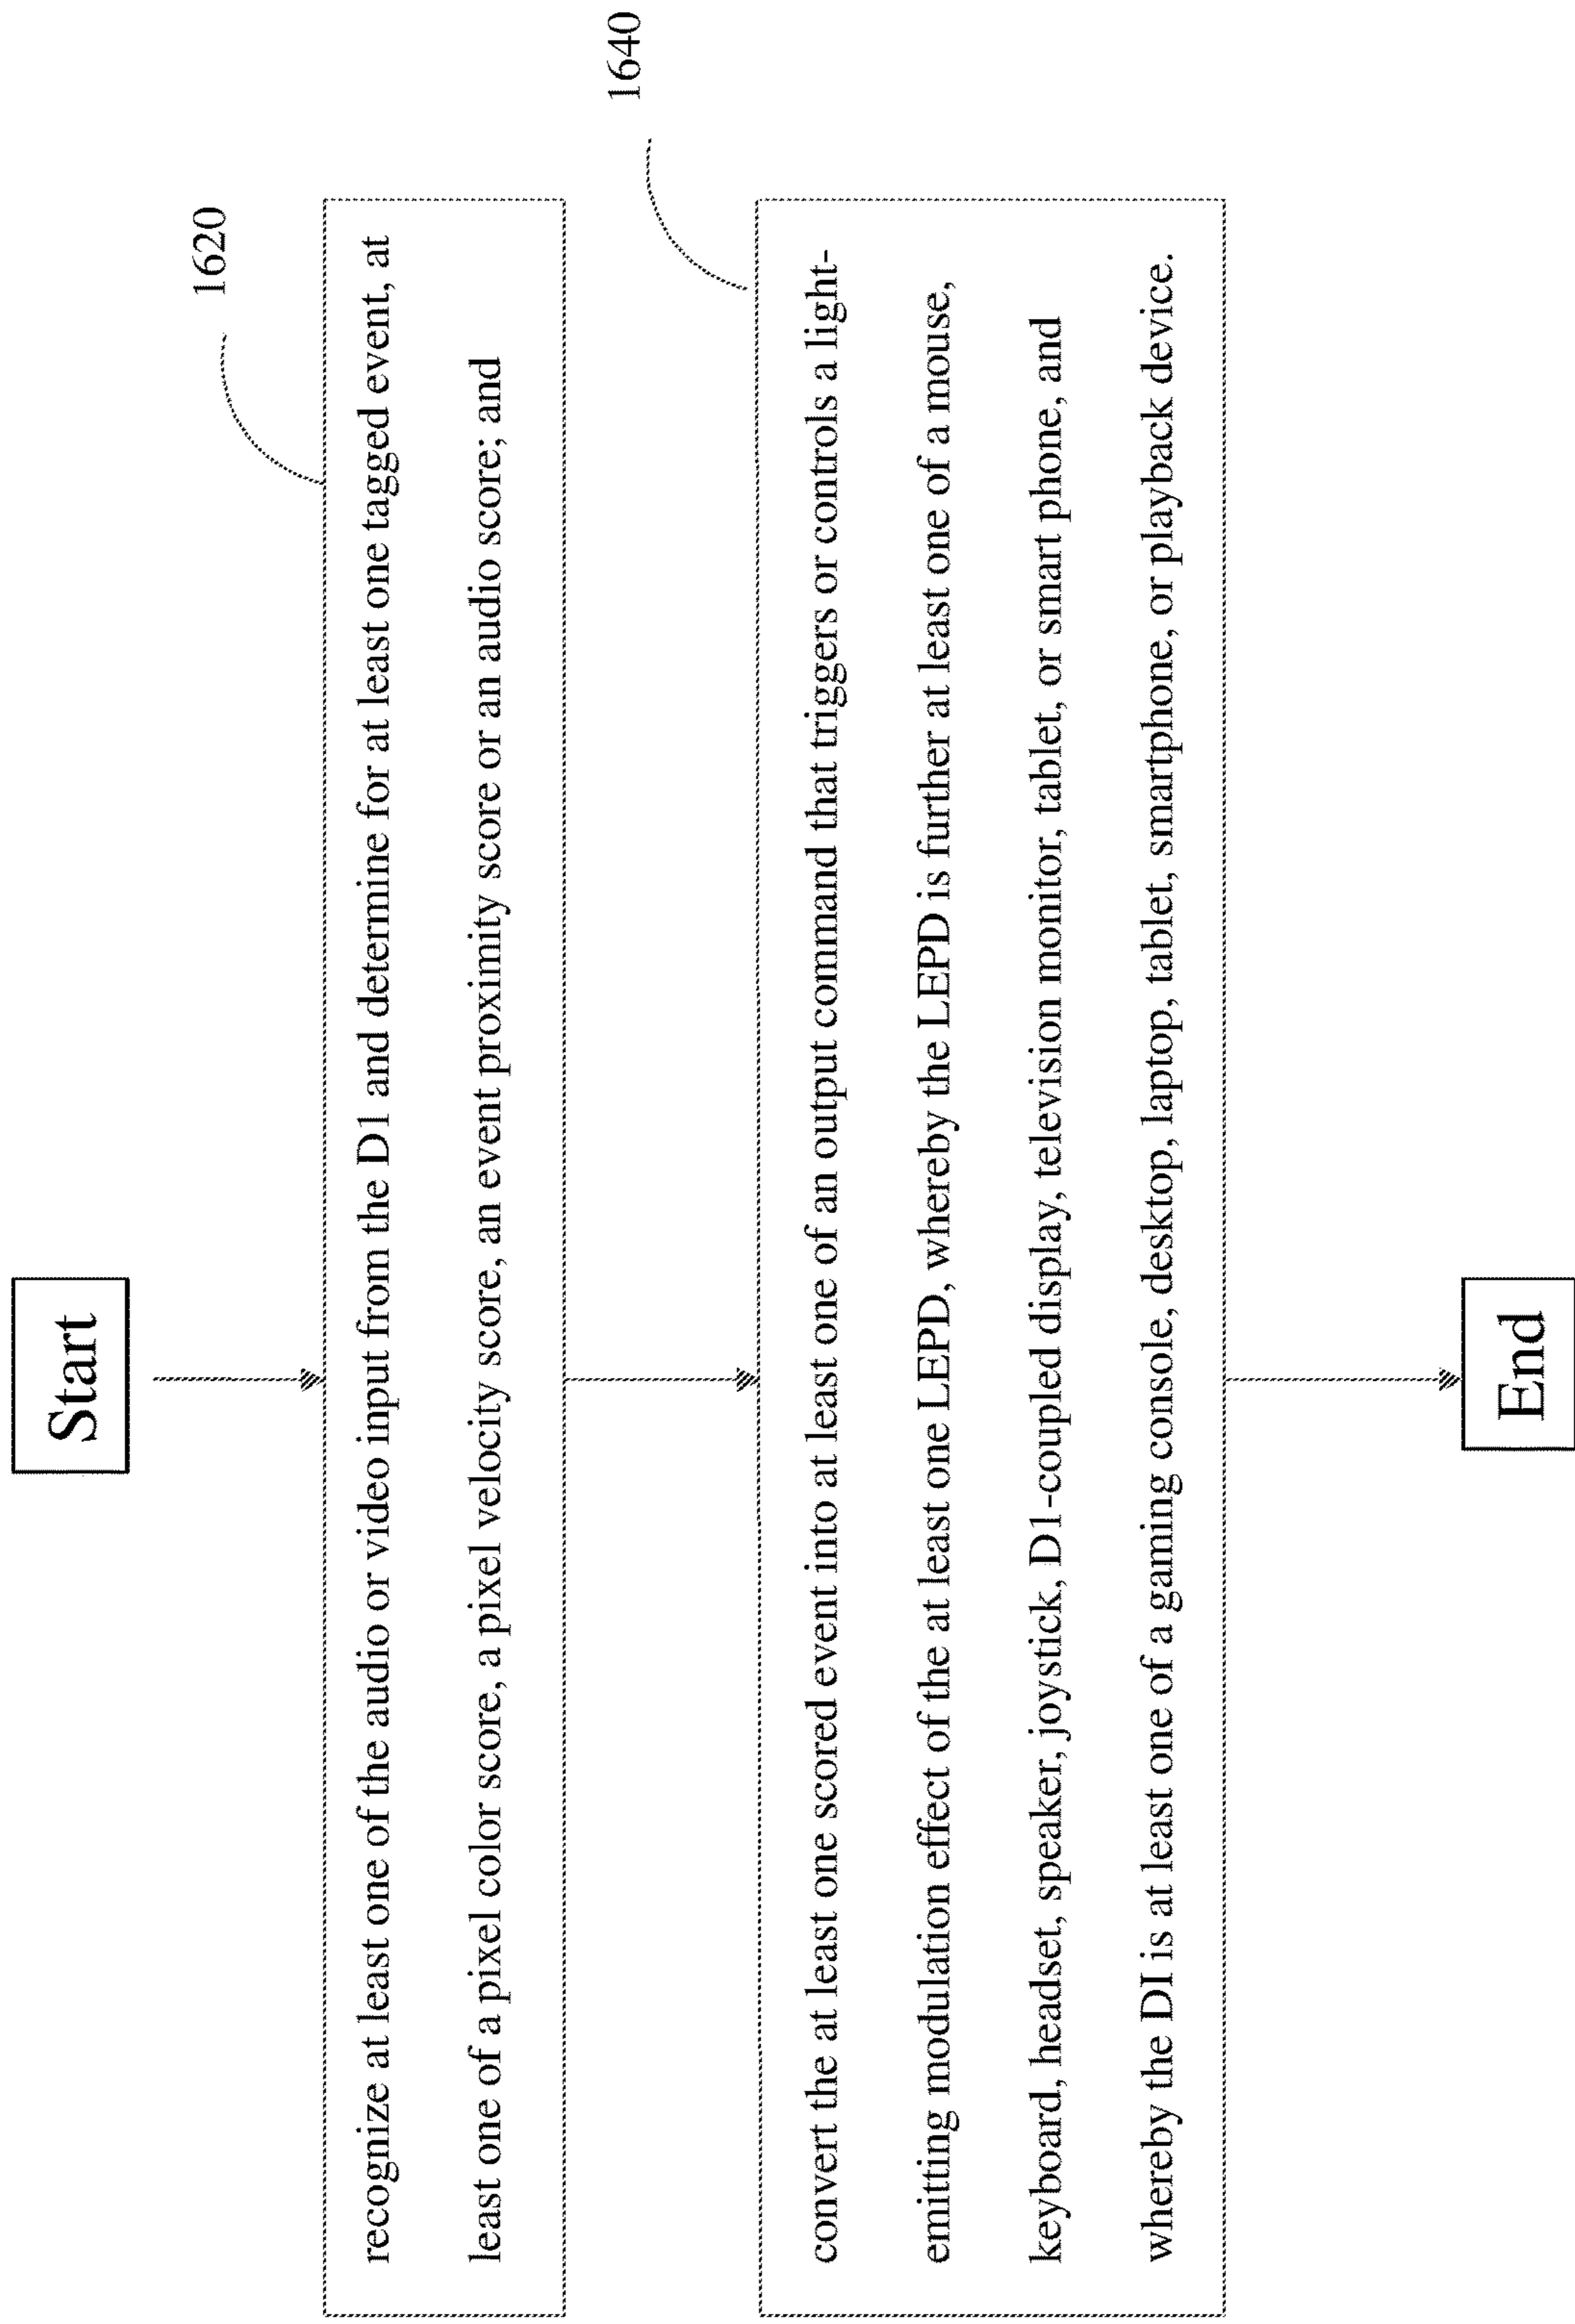 Start
1620
recognize at least one of the audio or video input from the D1 and determine for at least one tagged event, at
least one of a pixel color score, a pixel velocity score, an event proximity score or an audio score; and
1640
convert the at least one scored event into at least one of an output command that triggers or controls a light-
emitting modulation effect of the at least one LEPD, whereby the LEPD is further at least one of a mouse,
keyboard, headset, speaker, joystick, D1-coupled display, television monitor, tablet, or smart phone, and
whereby the DI is at least one of a gaming console, desktop, laptop, tablet, smartphone, or playback device.
End